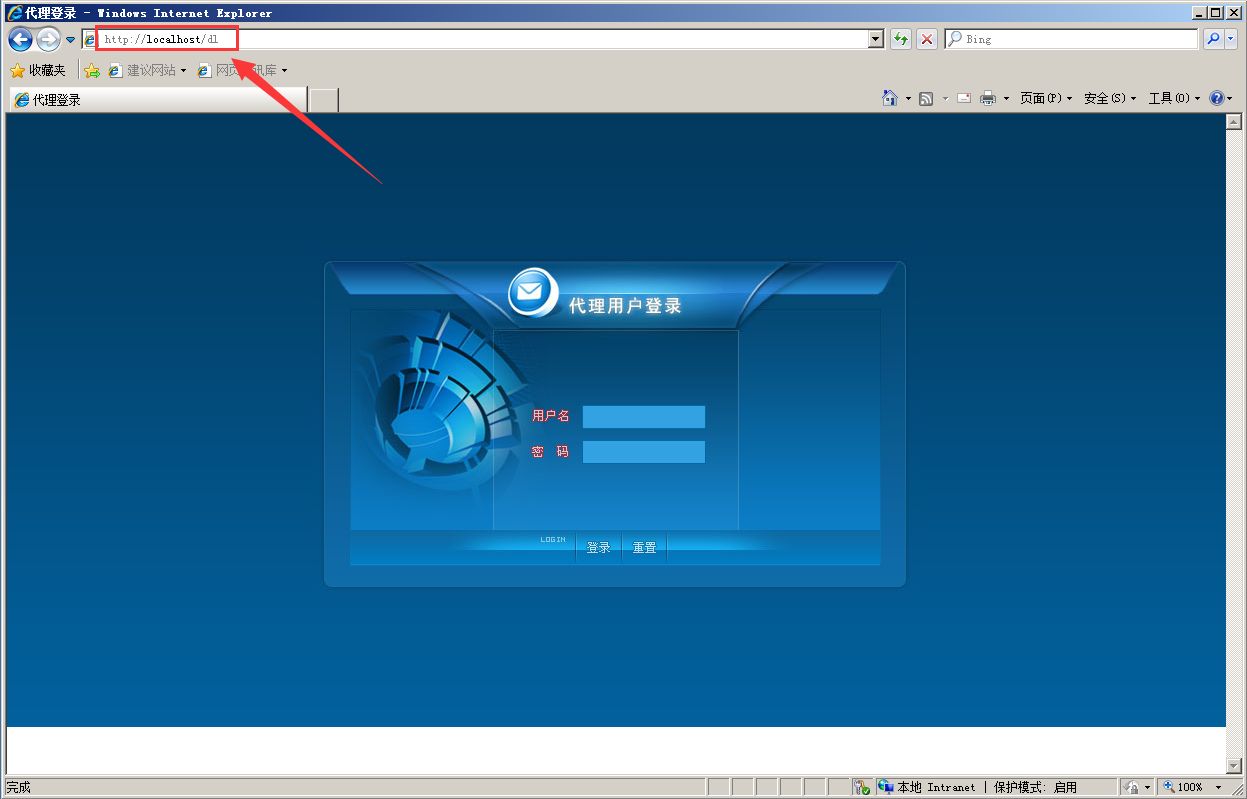 代理登录 - Windows Internet Explorer
http://localhost/dl
Bing
收藏夹
建议网站
网页 讯库
代理登录
页面(P)
安全(S)
工具(O)
代理用户登录
用户名
密 码
LOGIN
登录
重置
完成
本地 Intranet | 保护模式: 启用
100%